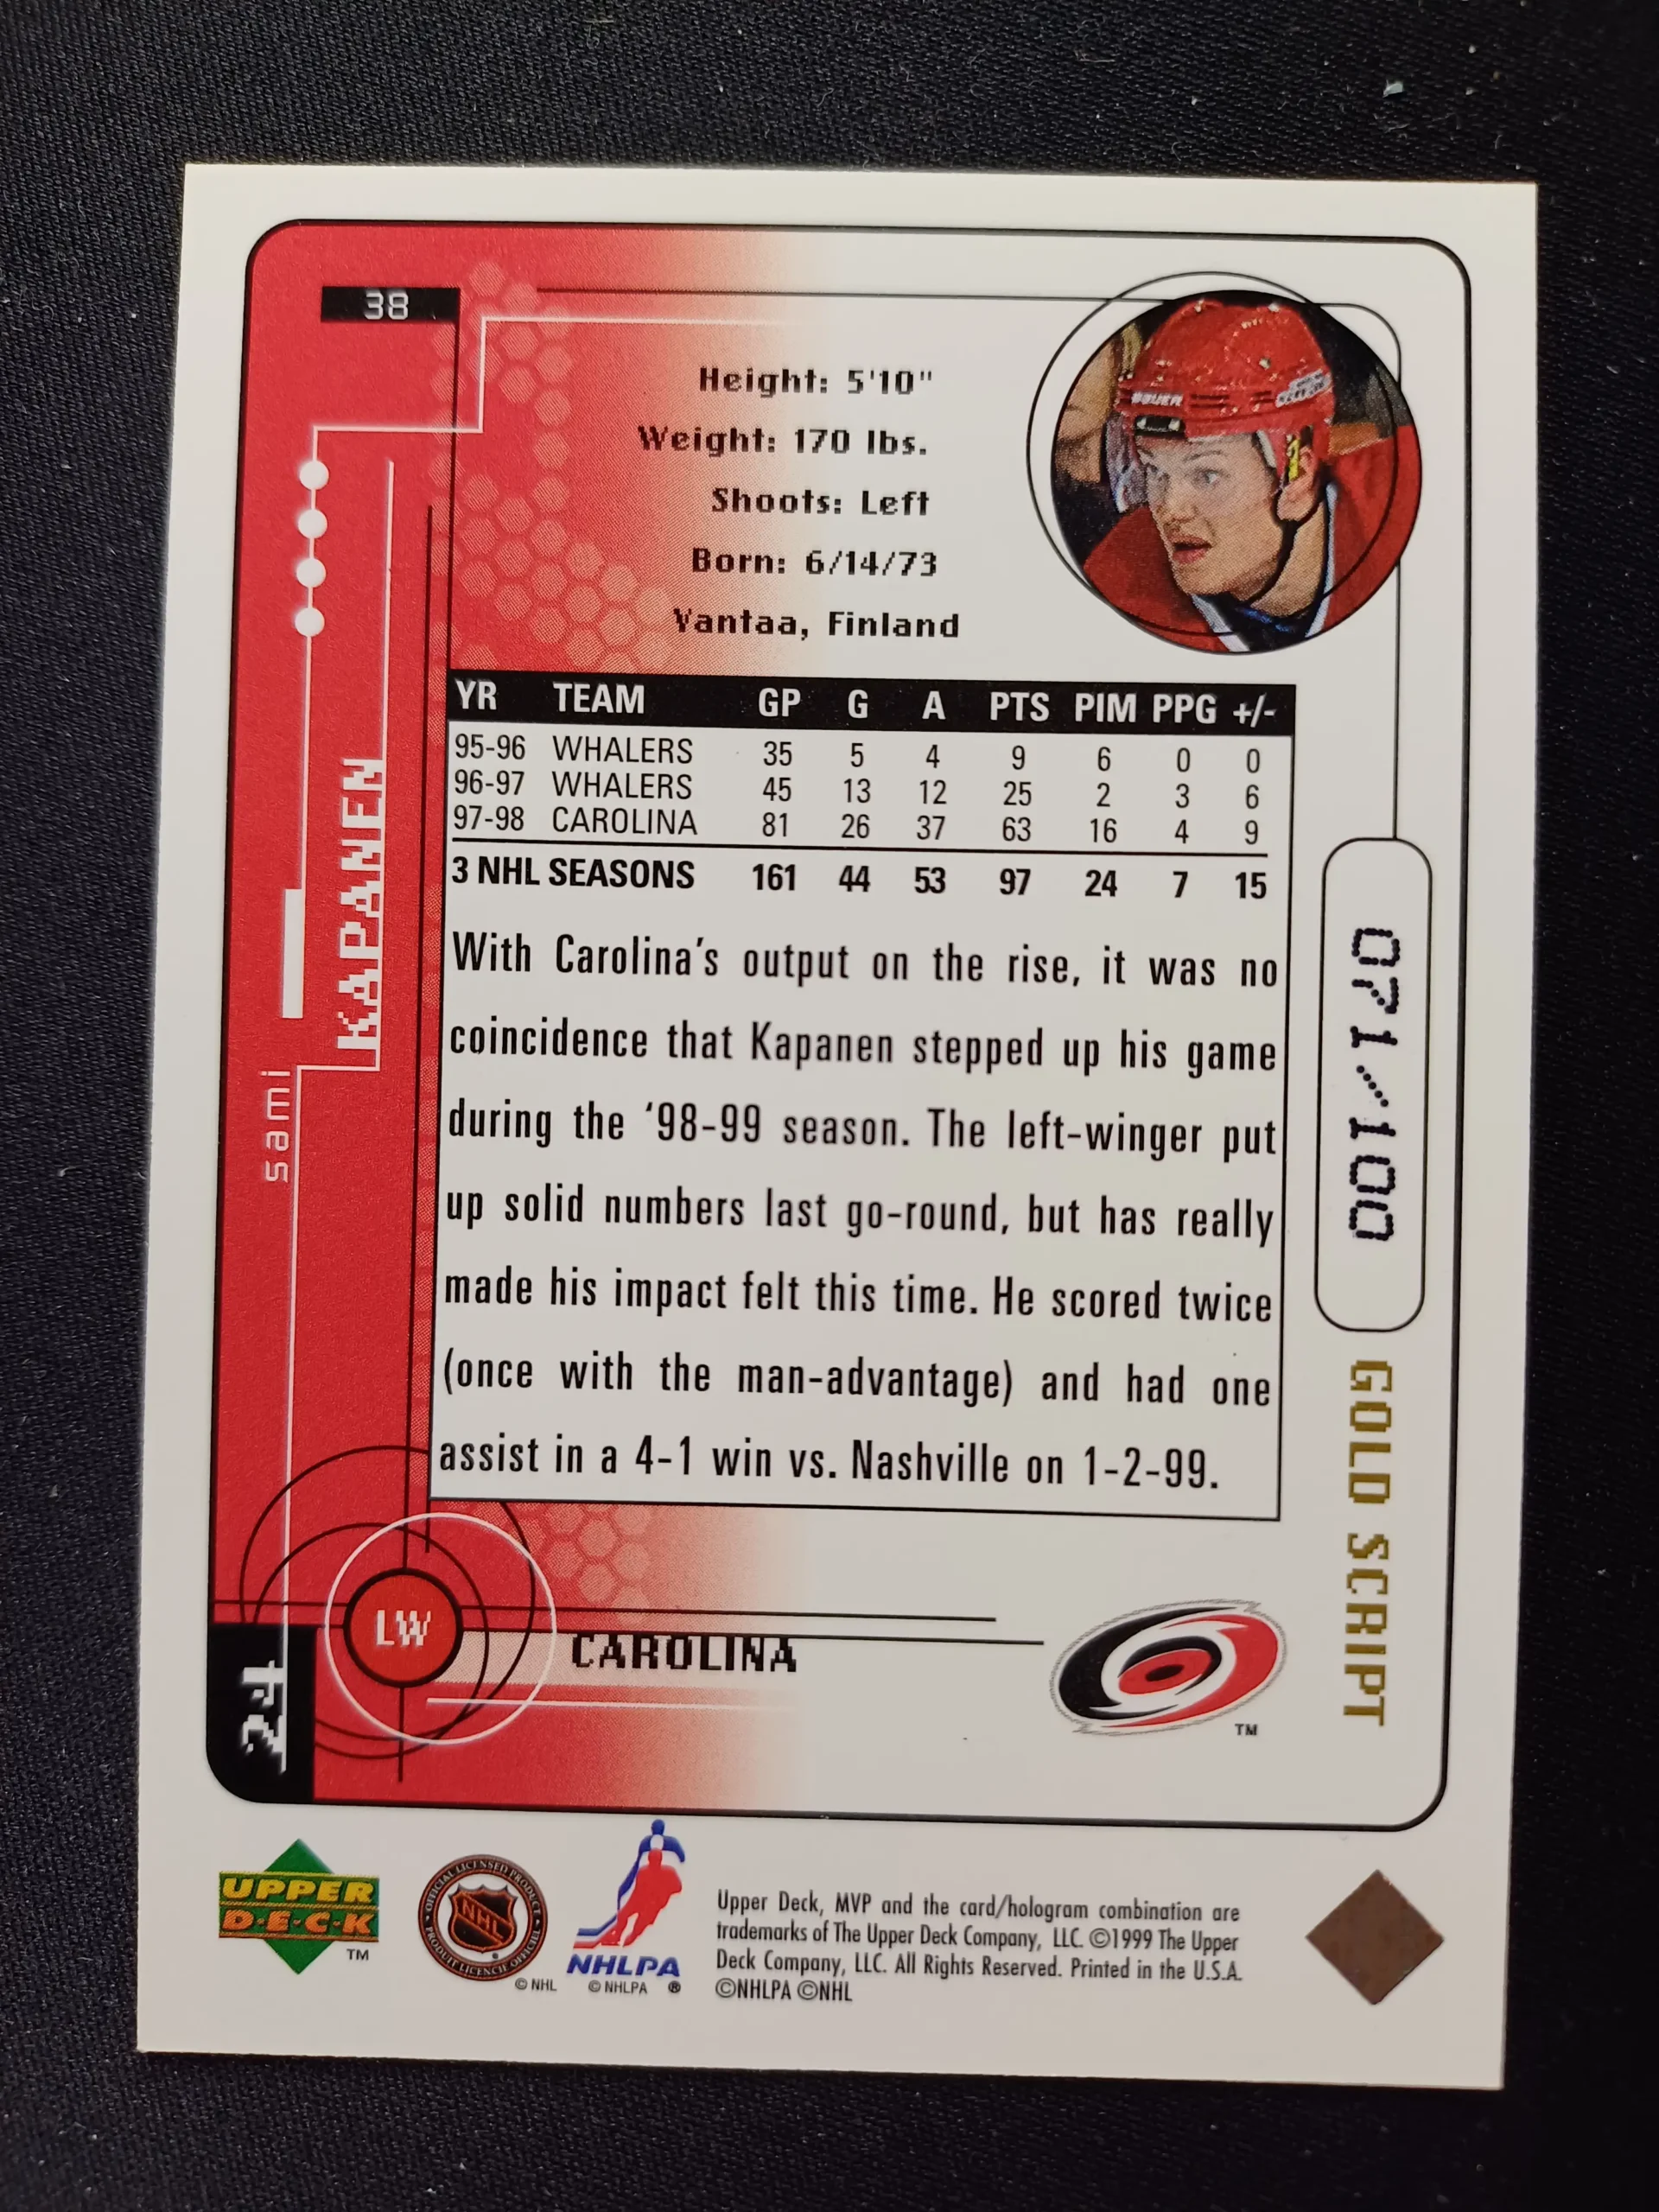 38
Height: 5'10"
Weight: 170 lbs.
Shoots: Left
Born: 6/14/73
Vantaa, Finland
BAUER
sami
KAPANEN
YR TEAM GP G A PTS PIM PPG +/-
95-96 WHALERS 35 5 4 9 6 0 0
96-97 WHALERS 45 13 12 25 2 3 6
97-98 CAROLINA 81 26 37 63 16 4 9
3 NHL SEASONS 161 44 53 97 24 7 15
With Carolina's output on the rise, it was no
coincidence that Kapanen stepped up his game
during the '98-99 season. The left-winger put
up solid numbers last go-round, but has really
made his impact felt this time. He scored twice
(once with the man-advantage) and had one
assist in a 4-1 win vs. Nashville on 1-2-99.
071/100
GOLD SCRIPT
LW
CAROLINA
24
TM
UPPER
D·E·C·K
TM
OFFICIAL LICENSED PRODUCT
NHL
PRODUIT LICENCIE OFFICIEL
© NHL
NHLPA
© NHLPA ®
Upper Deck, MVP and the card/hologram combination are
trademarks of The Upper Deck Company, LLC. ©1999 The Upper
Deck Company, LLC. All Rights Reserved. Printed in the U.S.A.
©NHLPA ©NHL